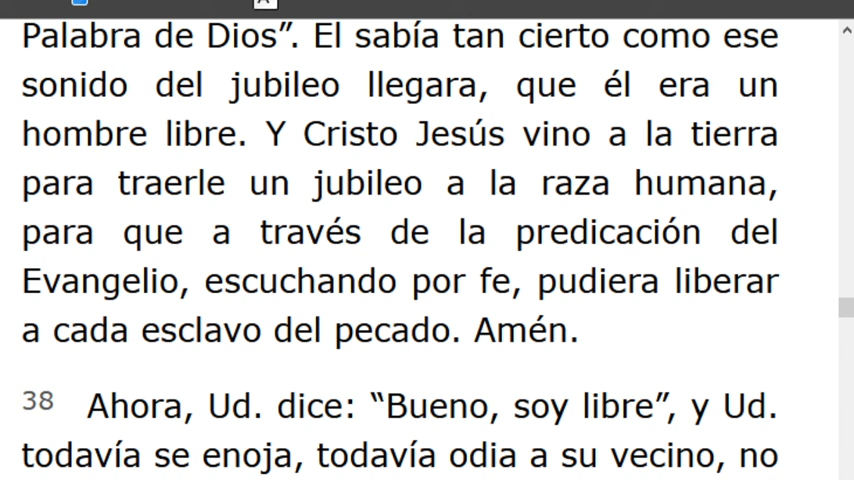 Palabra de Dios”. El sabía tan cierto como ese
sonido del jubileo llegara, que él era un
hombre libre. Y Cristo Jesús vino a la tierra
para traerle un jubileo a la raza humana,
para que a través de la predicación del
Evangelio, escuchando por fe, pudiera liberar
a cada esclavo del pecado. Amén.
38 Ahora, Ud. dice: “Bueno, soy libre”, y Ud.
todavía se enoja, todavía odia a su vecino, no